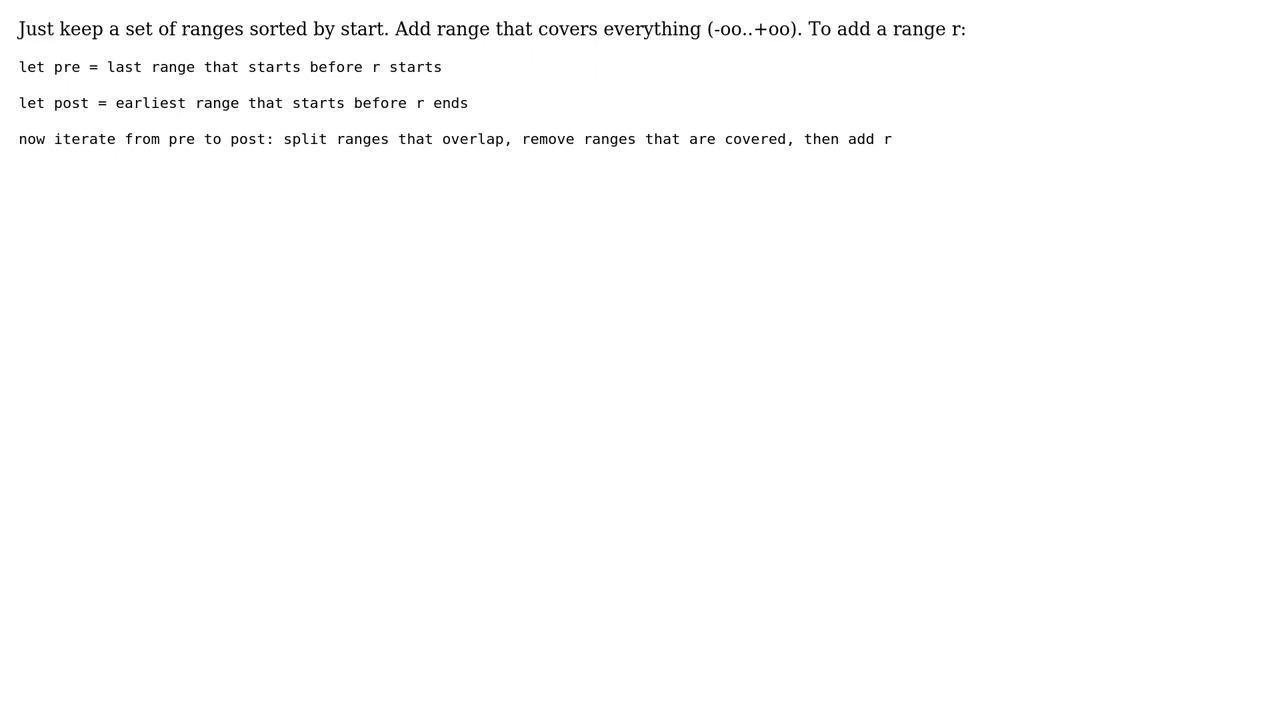 Just keep a set of ranges sorted by start. Add range that covers everything (-oo..+oo). To add a range r:
let pre = last range that starts before r starts
let post = earliest range that starts before r ends
now iterate from pre to post: split ranges that overlap, remove ranges that are covered, then add r